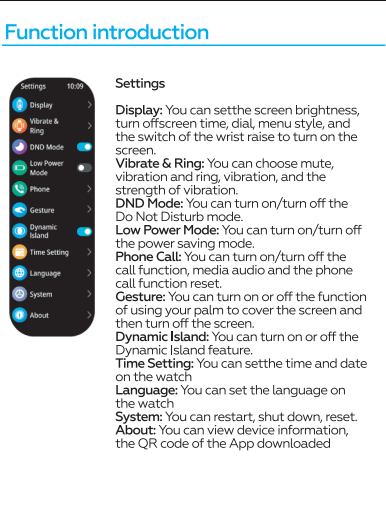 Function introduction
Settings 10:09
Display
Vibrate &
Ring
DND Mode
Low Power
Mode
Phone
Gesture
Dynamic
Island
Time Setting
Language
System
About
Settings
Display: You can setthe screen brightness,
turn offscreen time, dial, menu style, and
the switch of the wrist raise to turn on the
screen.
Vibrate & Ring: You can choose mute,
vibration and ring, vibration, and the
strength of vibration.
DND Mode: You can turn on/turn off the
Do Not Disturb mode.
Low Power Mode: You can turn on/turn off
the power saving mode.
Phone Call: You can turn on/turn off the
call function, media audio and the phone
call function reset.
Gesture: You can turn on or off the function
of using your palm to cover the screen and
then turn off the screen.
Dynamic Island: You can turn on or off the
Dynamic Island feature.
Time Setting: You can setthe time and date
on the watch
Language: You can set the language on
the watch
System: You can restart, shut down, reset.
About: You can view device information,
the QR code of the App downloaded